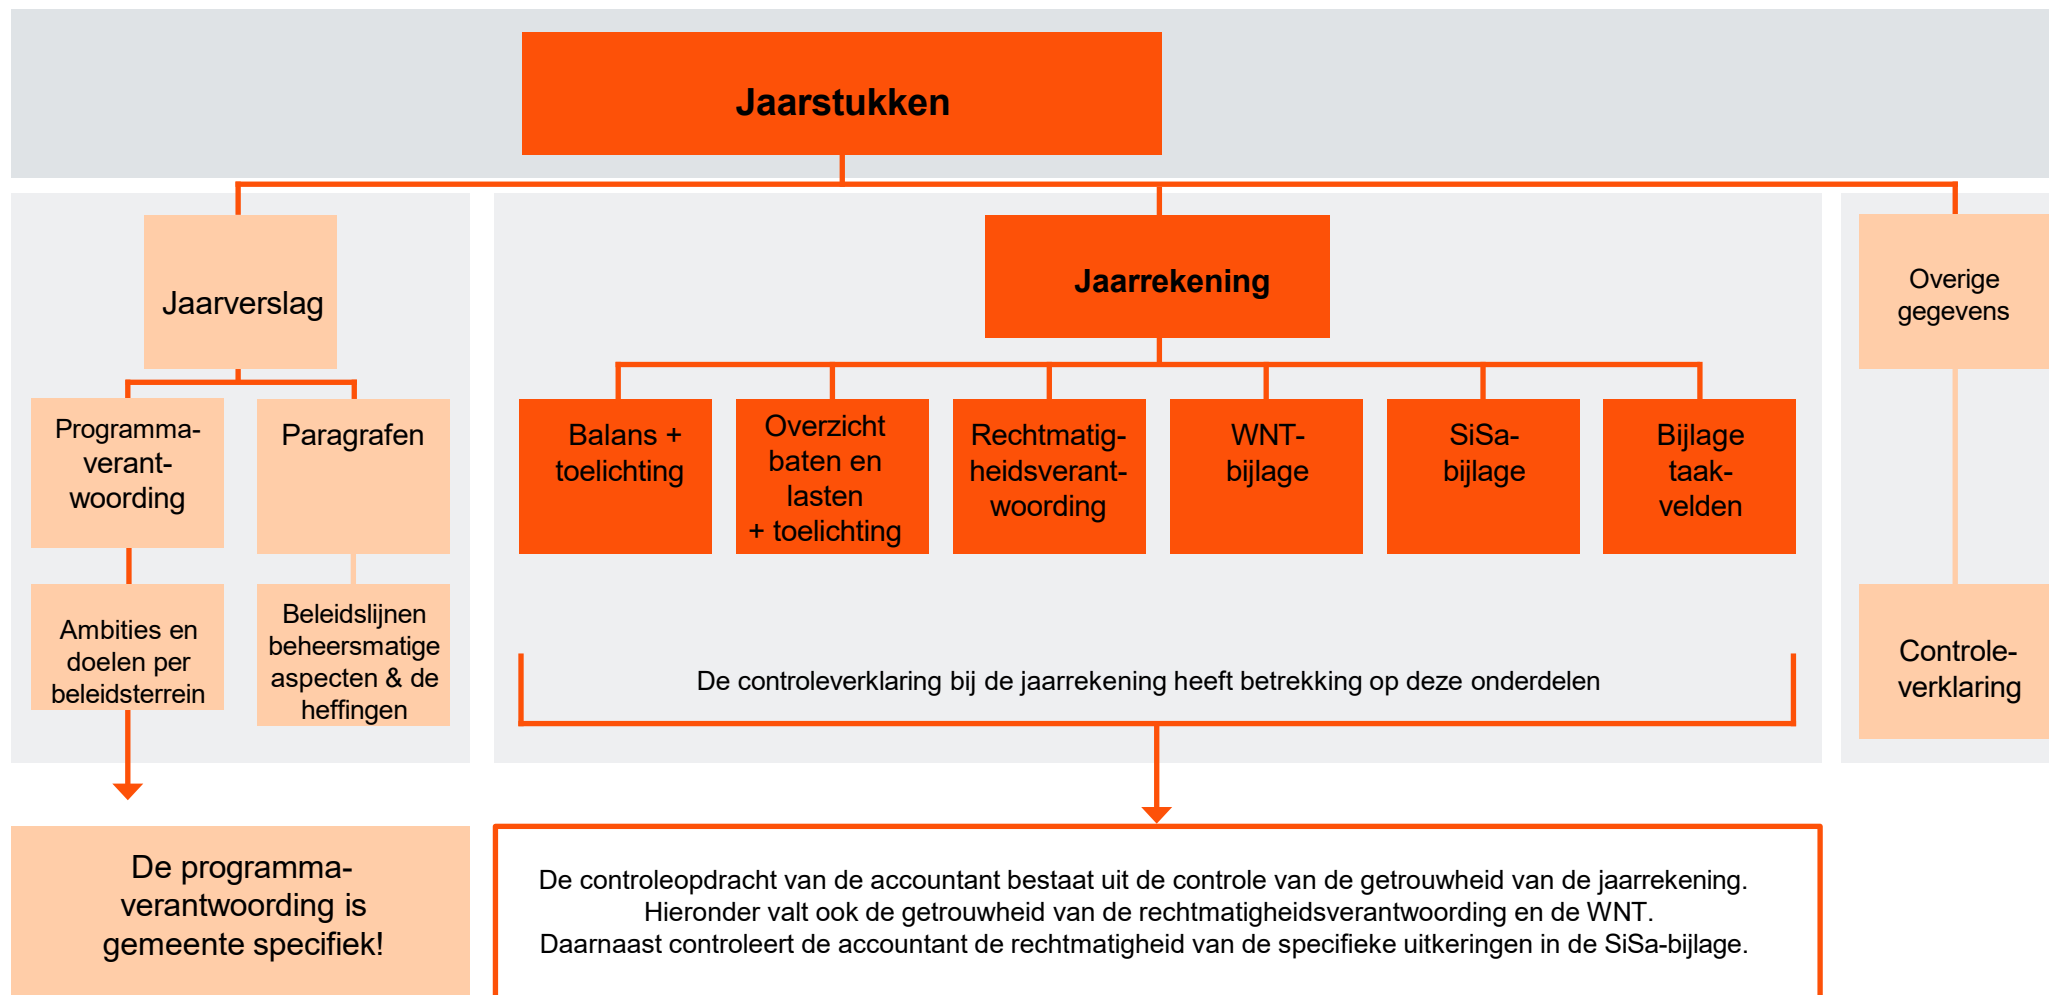 Jaarstukken
Jaarverslag
Jaarrekening
Overige
gegevens
Programma-
verant-
woording
Paragrafen
Balans +
toelichting
Overzicht
baten en
lasten
+ toelichting
Rechtmatig-
heidsverant-
woording
WNT-
bijlage
SiSa-
bijlage
Bijlage
taak-
velden
Ambities en
doelen per
beleidsterrein
Beleidslijnen
beheersmatige
aspecten & de
heffingen
De controleverklaring bij de jaarrekening heeft betrekking op deze onderdelen
Controle-
verklaring
De programma-
verantwoording is
gemeente specifiek!
De controleopdracht van de accountant bestaat uit de controle van de getrouwheid van de jaarrekening.
Hieronder valt ook de getrouwheid van de rechtmatigheidsverantwoording en de WNT.
Daarnaast controleert de accountant de rechtmatigheid van de specifieke uitkeringen in de SiSa-bijlage.